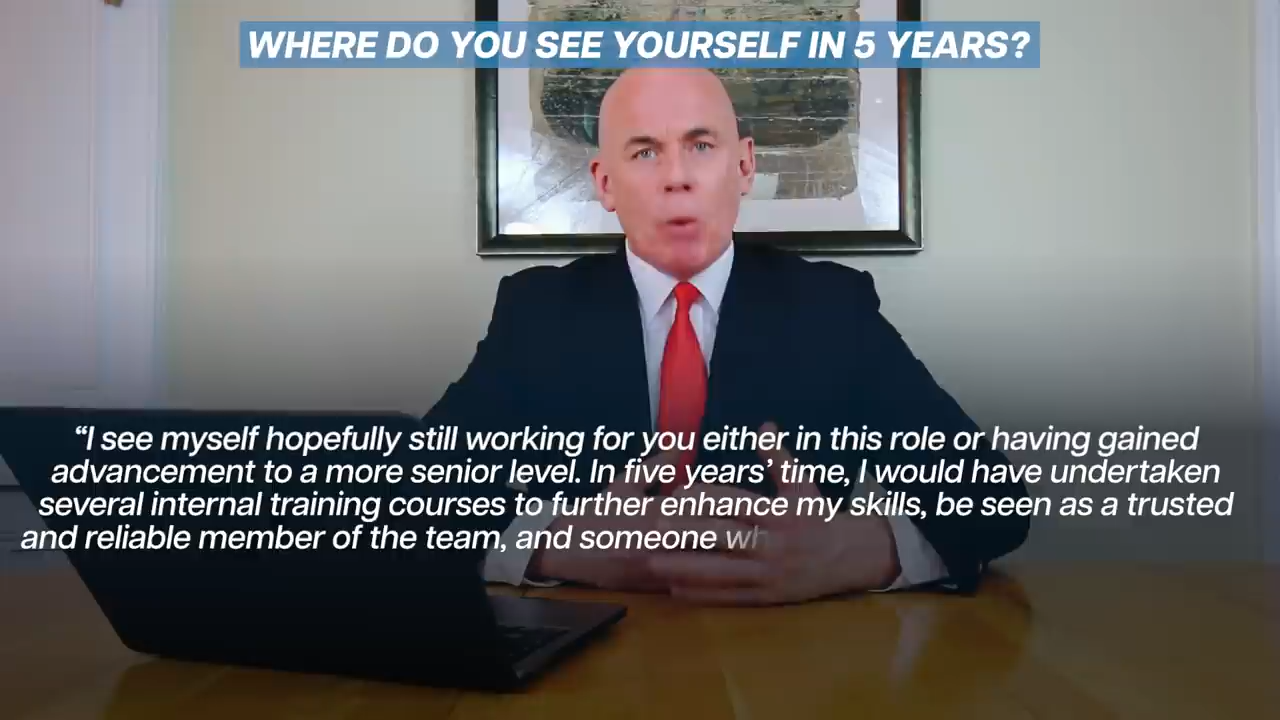 WHERE DO YOU SEE YOURSELF IN 5 YEARS?
“I see myself hopefully still working for you either in this role or having gained
advancement to a more senior level. In five years’ time, I would have undertaken
several internal training courses to further enhance my skills, be seen as a trusted
and reliable member of the team, and someone